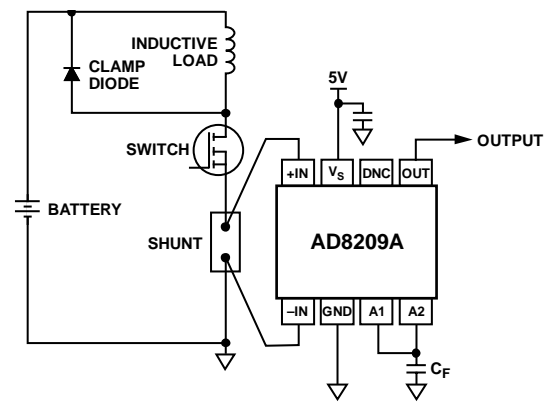 INDUCTIVE
LOAD
CLAMP
DIODE
5V
OUTPUT
SWITCH
+IN
VS
DNC
OUT
BATTERY
SHUNT
AD8209A
–IN
GND
A1
A2
CF